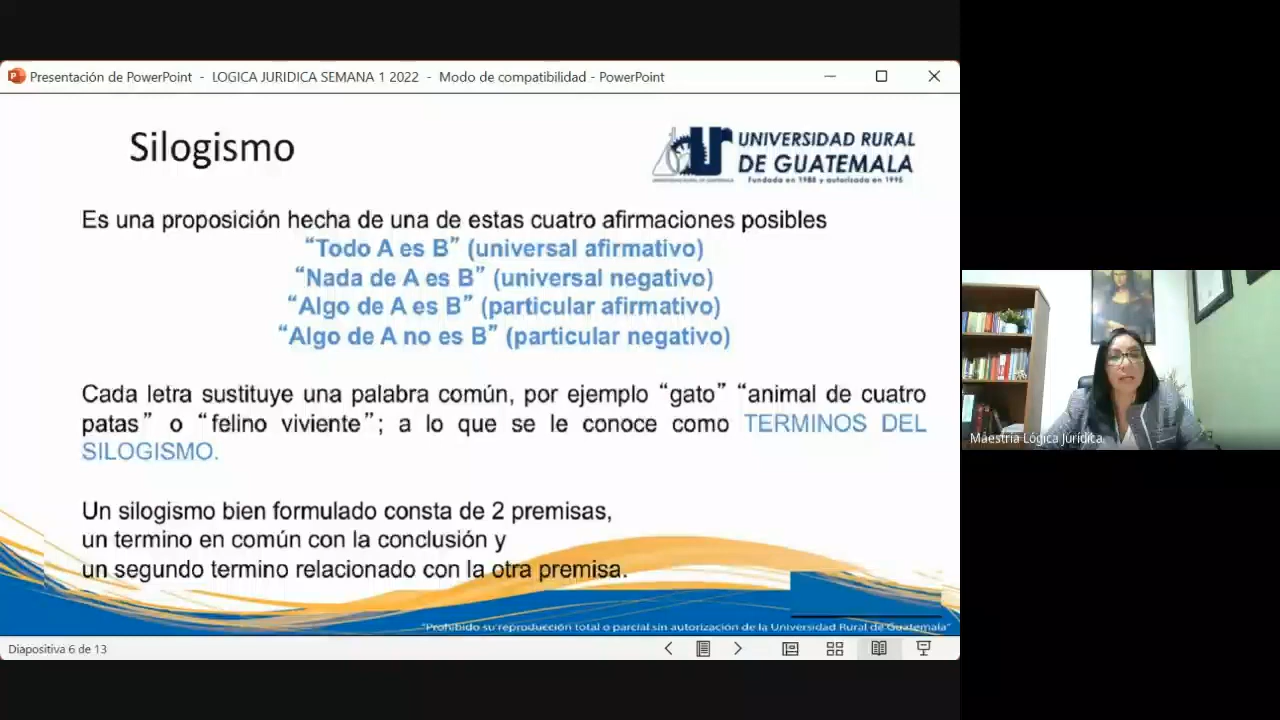 Presentación de PowerPoint - LOGICA JURIDICA SEMANA 1 2022 - Modo de compatibilidad - PowerPoint
Silogismo
UNIVERSIDAD RURAL
DE GUATEMALA
Fundada en 1988 y autorizada en 1995
Es una proposición hecha de una de estas cuatro afirmaciones posibles
“Todo A es B” (universal afirmativo)
“Nada de A es B” (universal negativo)
“Algo de A es B” (particular afirmativo)
“Algo de A no es B” (particular negativo)
Cada letra sustituye una palabra común, por ejemplo “gato” “animal de cuatro
patas” o “felino viviente”; a lo que se le conoce como TERMINOS DEL
SILOGISMO.
Un silogismo bien formulado consta de 2 premisas,
un termino en común con la conclusión y
un segundo termino relacionado con la otra premisa.
"Prohibido su reproducción total o parcial sin autorización de la Universidad Rural de Guatemala"
Diapositiva 6 de 13
Maestría Lógica Jurídica.